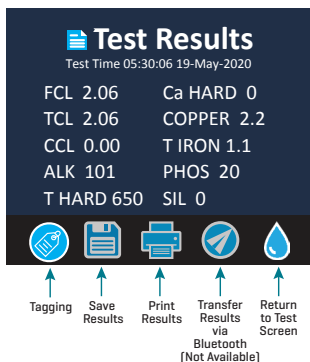 Test Results
Test Time 05:30:06 19-May-2020
FCL 2.06 Ca HARD 0
TCL 2.06 COPPER 2.2
CCL 0.00 T IRON 1.1
ALK 101 PHOS 20
T HARD 650 SIL 0
Tagging
Save
Results
Print
Results
Transfer
Results
via
Bluetooth
(Not Available)
Return
to Test
Screen